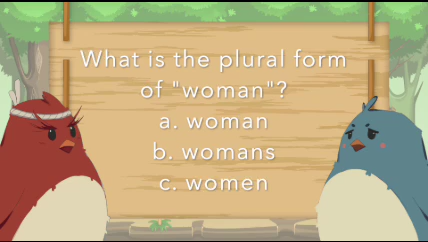 What is the plural form
of "woman"?
a. woman
b. womans
c. women